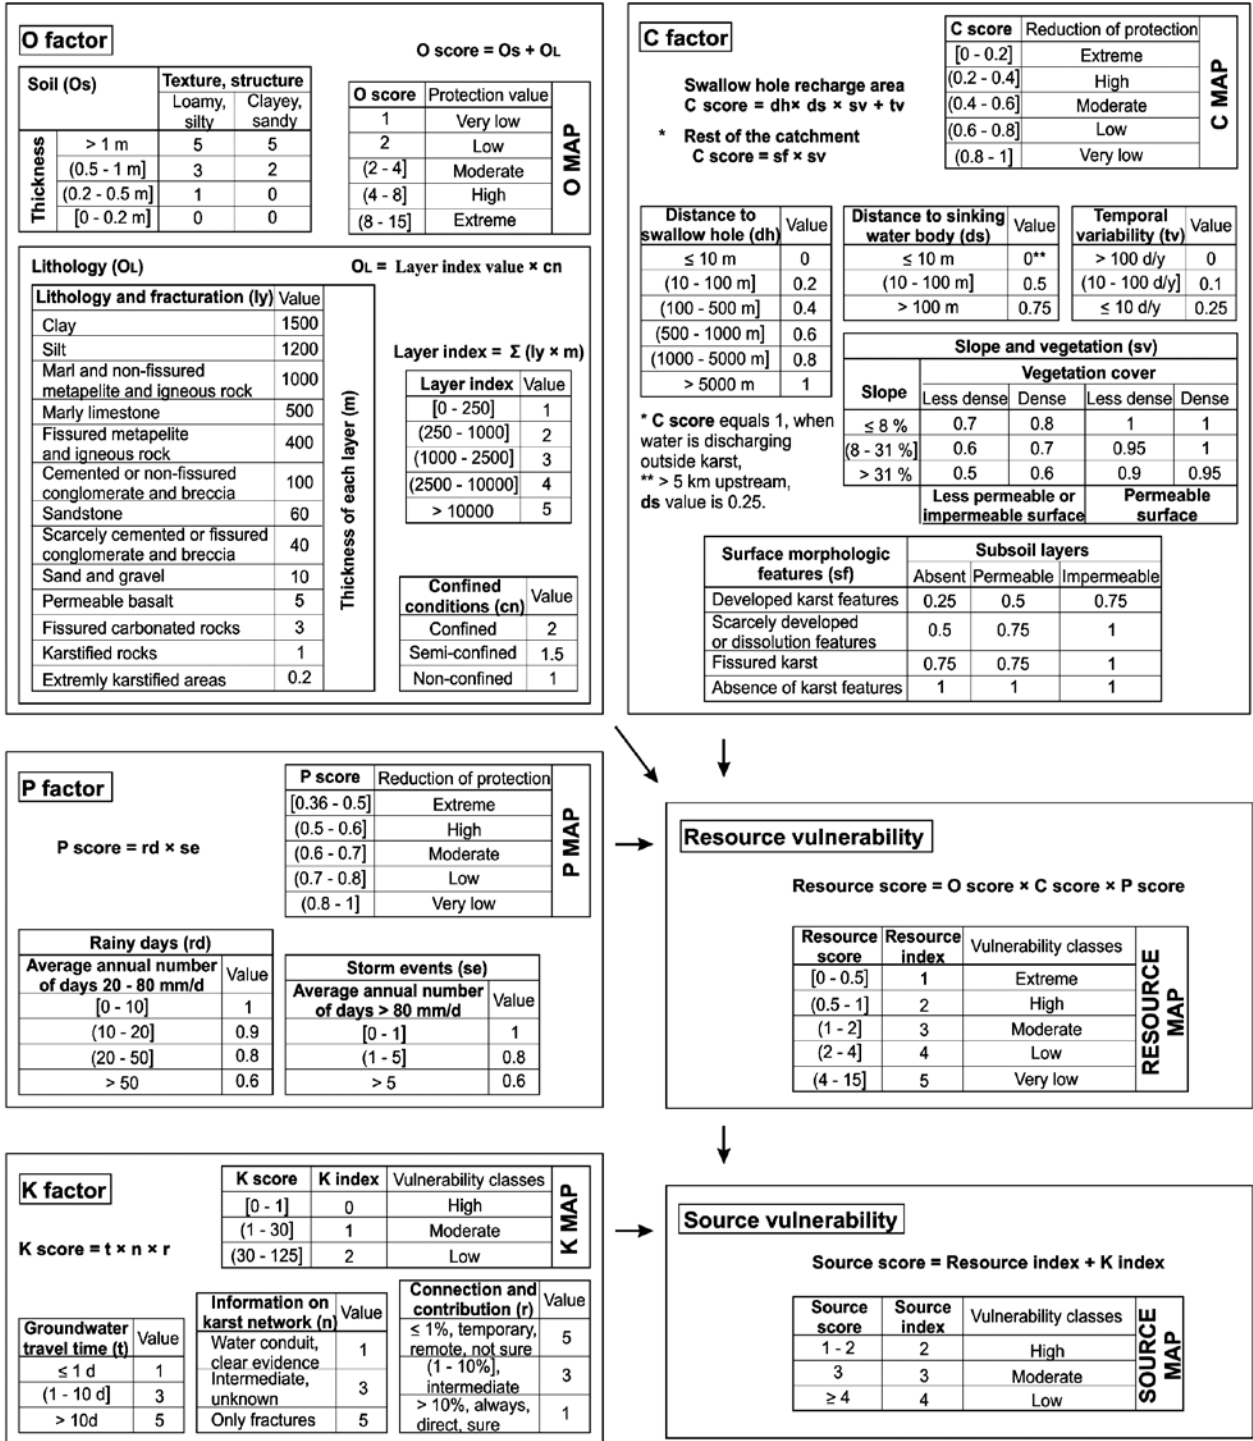 O factor
O score = Os + OL
Soil (Os)
Texture, structure
Loamy, silty
Clayey, sandy
Thickness
> 1 m 5 5
(0.5 - 1 m] 3 2
(0.2 - 0.5 m] 1 0
[0 - 0.2 m] 0 0
O score Protection value
1 Very low
2 Low
(2 - 4] Moderate
(4 - 8] High
(8 - 15] Extreme
O MAP
Lithology (OL)
OL = Layer index value × cn
Lithology and fracturation (ly) Value
Clay 1500
Silt 1200
Marl and non-fissured
metapelite and igneous rock 1000
Marly limestone 500
Fissured metapelite
and igneous rock 400
Cemented or non-fissured
conglomerate and breccia 100
Sandstone 60
Scarcely cemented or fissured
conglomerate and breccia 40
Sand and gravel 10
Permeable basalt 5
Fissured carbonated rocks 3
Karstified rocks 1
Extremly karstified areas 0.2
Thickness of each layer (m)
Layer index = Σ (ly × m)
Layer index Value
[0 - 250] 1
(250 - 1000] 2
(1000 - 2500] 3
(2500 - 10000] 4
> 10000 5
Confined
conditions (cn) Value
Confined 2
Semi-confined 1.5
Non-confined 1
C factor
Swallow hole recharge area
C score = dh× ds × sv + tv
* Rest of the catchment
C score = sf × sv
C score Reduction of protection
[0 - 0.2] Extreme
(0.2 - 0.4] High
(0.4 - 0.6] Moderate
(0.6 - 0.8] Low
(0.8 - 1] Very low
C MAP
Distance to
swallow hole (dh) Value
≤ 10 m 0
(10 - 100 m] 0.2
(100 - 500 m] 0.4
(500 - 1000 m] 0.6
(1000 - 5000 m] 0.8
> 5000 m 1
Distance to sinking
water body (ds) Value
≤ 10 m 0**
(10 - 100 m] 0.5
> 100 m 0.75
Temporal
variability (tv) Value
> 100 d/y 0
(10 - 100 d/y] 0.1
≤ 10 d/y 0.25
* C score equals 1, when
water is discharging
outside karst,
** > 5 km upstream,
ds value is 0.25.
Slope and vegetation (sv)
Slope
Vegetation cover
Less dense Dense Less dense Dense
≤ 8 % 0.7 0.8 1 1
(8 - 31 %] 0.6 0.7 0.95 1
> 31 % 0.5 0.6 0.9 0.95
Less permeable or
impermeable surface
Permeable
surface
Surface morphologic
features (sf)
Subsoil layers
Absent Permeable Impermeable
Developed karst features 0.25 0.5 0.75
Scarcely developed
or dissolution features 0.5 0.75 1
Fissured karst 0.75 0.75 1
Absence of karst features 1 1 1
P factor
P score = rd × se
P score Reduction of protection
[0.36 - 0.5] Extreme
(0.5 - 0.6] High
(0.6 - 0.7] Moderate
(0.7 - 0.8] Low
(0.8 - 1] Very low
P MAP
Rainy days (rd)
Average annual number
of days 20 - 80 mm/d Value
[0 - 10] 1
(10 - 20] 0.9
(20 - 50] 0.8
> 50 0.6
Storm events (se)
Average annual number
of days > 80 mm/d Value
[0 - 1] 1
(1 - 5] 0.8
> 5 0.6
Resource vulnerability
Resource score = O score × C score × P score
Resource
score
Resource
index
Vulnerability classes
[0 - 0.5] 1 Extreme
(0.5 - 1] 2 High
(1 - 2] 3 Moderate
(2 - 4] 4 Low
(4 - 15] 5 Very low
RESOURCE
MAP
K factor
K score = t × n × r
K score K index Vulnerability classes
[0 - 1] 0 High
(1 - 30] 1 Moderate
(30 - 125] 2 Low
K MAP
Groundwater
travel time (t) Value
≤ 1 d 1
(1 - 10 d] 3
> 10d 5
Information on
karst network (n) Value
Water conduit,
clear evidence 1
Intermediate,
unknown 3
Only fractures 5
Connection and
contribution (r) Value
≤ 1%, temporary,
remote, not sure 5
(1 - 10%],
intermediate 3
> 10%, always,
direct, sure 1
Source vulnerability
Source score = Resource index + K index
Source
score
Source
index
Vulnerability classes
1 - 2 2 High
3 3 Moderate
≥ 4 4 Low
SOURCE
MAP